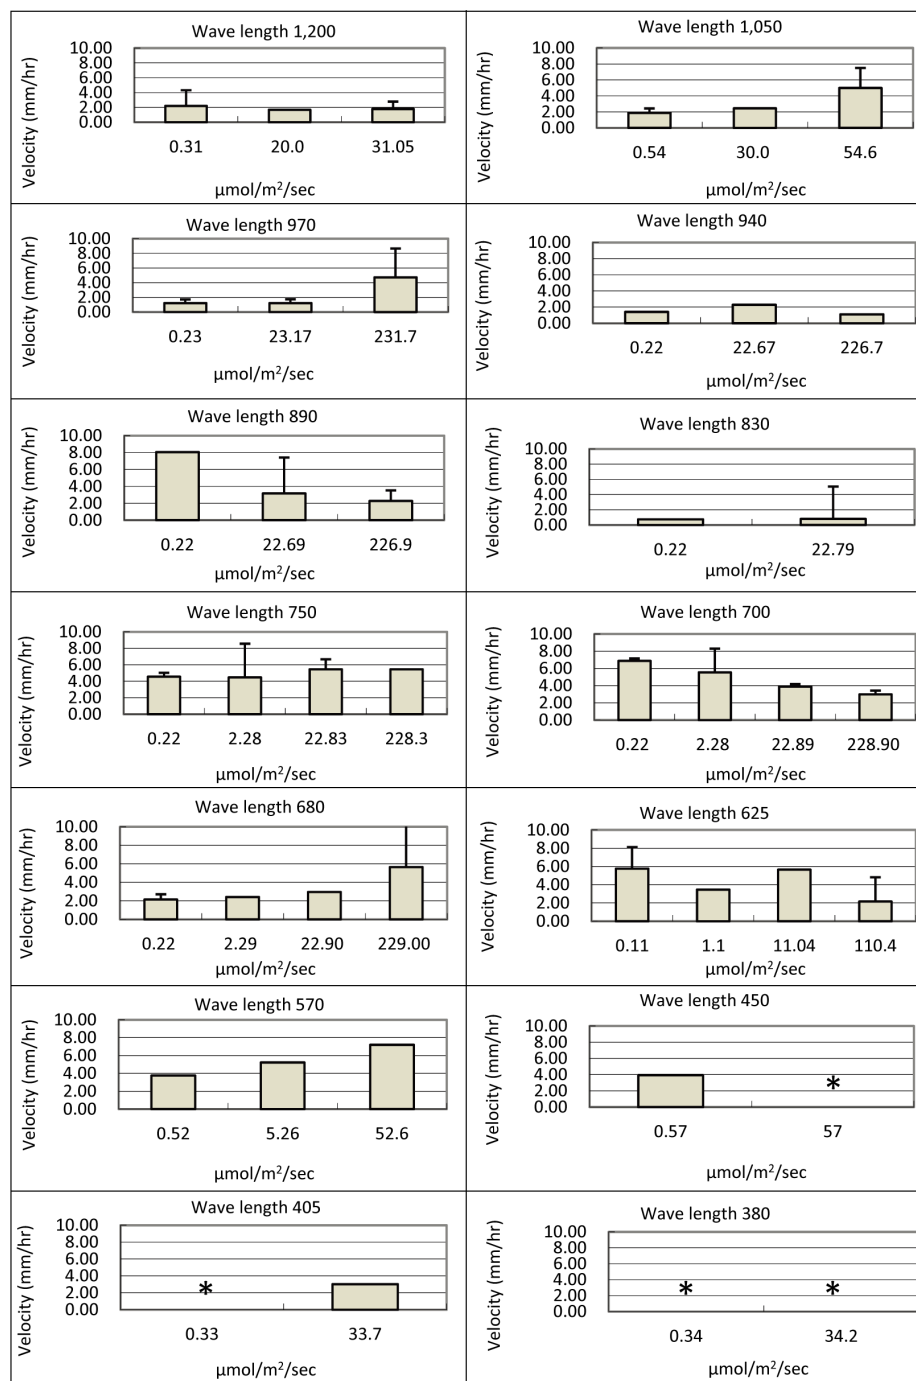 Wave length 1,200
Velocity (mm/hr)
10.00
8.00
6.00
4.00
2.00
0.00
0.31 20.0 31.05
µmol/m²/sec
Wave length 1,050
Velocity (mm/hr)
10.00
8.00
6.00
4.00
2.00
0.00
0.54 30.0 54.6
µmol/m²/sec
Wave length 970
Velocity (mm/hr)
10.00
8.00
6.00
4.00
2.00
0.00
0.23 23.17 231.7
µmol/m²/sec
Wave length 940
Velocity (mm/hr)
10.00
8.00
6.00
4.00
2.00
0.00
0.22 22.67 226.7
µmol/m²/sec
Wave length 890
Velocity (mm/hr)
10.00
8.00
6.00
4.00
2.00
0.00
0.22 22.69 226.9
µmol/m²/sec
Wave length 830
Velocity (mm/hr)
10.00
8.00
6.00
4.00
2.00
0.00
0.22 22.79
µmol/m²/sec
Wave length 750
Velocity (mm/hr)
10.00
8.00
6.00
4.00
2.00
0.00
0.22 2.28 22.83 228.3
µmol/m²/sec
Wave length 700
Velocity (mm/hr)
10.00
8.00
6.00
4.00
2.00
0.00
0.22 2.28 22.89 228.90
µmol/m²/sec
Wave length 680
Velocity (mm/hr)
10.00
8.00
6.00
4.00
2.00
0.00
0.22 2.29 22.90 229.00
µmol/m²/sec
Wave length 625
Velocity (mm/hr)
10.00
8.00
6.00
4.00
2.00
0.00
0.11 1.1 11.04 110.4
µmol/m²/sec
Wave length 570
Velocity (mm/hr)
10.00
8.00
6.00
4.00
2.00
0.00
0.52 5.26 52.6
µmol/m²/sec
Wave length 450
Velocity (mm/hr)
10.00
8.00
6.00
4.00
2.00
0.00
*
0.57 57
µmol/m²/sec
Wave length 405
Velocity (mm/hr)
10.00
8.00
6.00
4.00
2.00
0.00
*
0.33 33.7
µmol/m²/sec
Wave length 380
Velocity (mm/hr)
10.00
8.00
6.00
4.00
2.00
0.00
* *
0.34 34.2
µmol/m²/sec